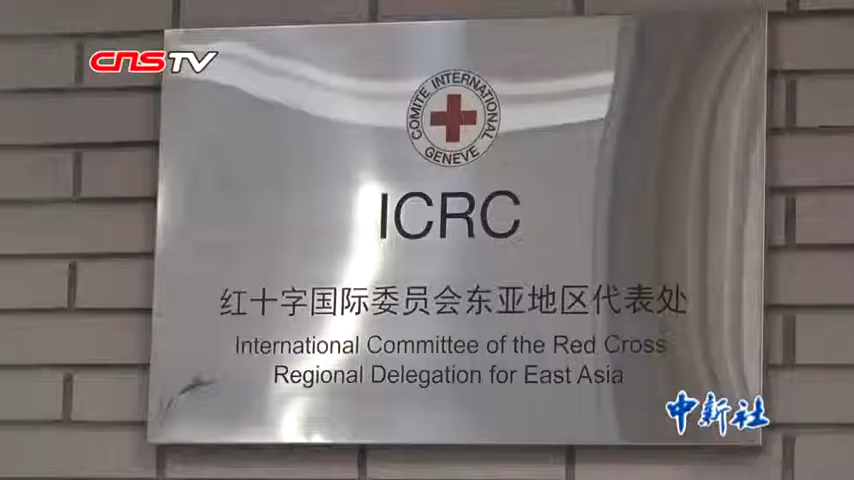 CNSTV
COMITE INTERNATIONAL GENEVE
ICRC
红十字国际委员会东亚地区代表处
International Committee of the Red Cross
Regional Delegation for East Asia
中新社